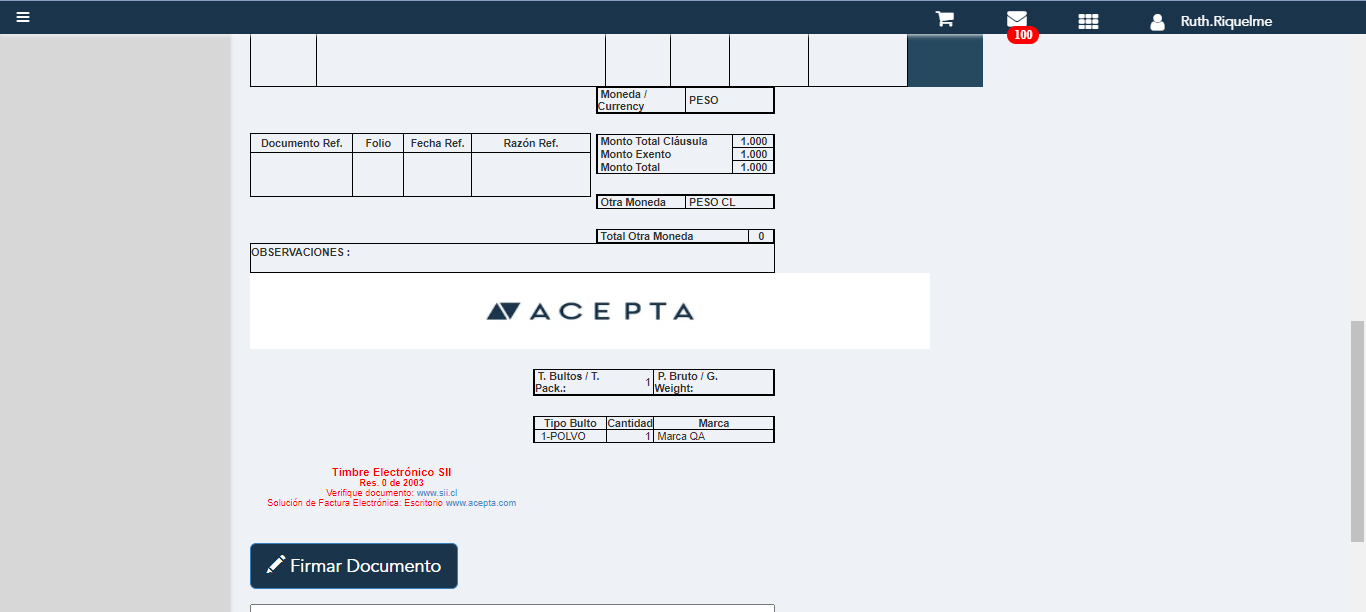 Ruth.Riquelme
100
Moneda /
Currency
PESO
Documento Ref.
Folio
Fecha Ref.
Razón Ref.
Monto Total Cláusula
1.000
Monto Exento
1.000
Monto Total
1.000
Otra Moneda
PESO CL
Total Otra Moneda
0
OBSERVACIONES :
ACEPTA
T. Bultos / T.
Pack.:
1
P. Bruto / G.
Weight:
Tipo Bulto
Cantidad
Marca
1-POLVO
1
Marca QA
Timbre Electrónico SII
Res. 0 de 2003
Verifique documento: www.sii.cl
Solución de Factura Electrónica: Escritorio www.acepta.com
Firmar Documento